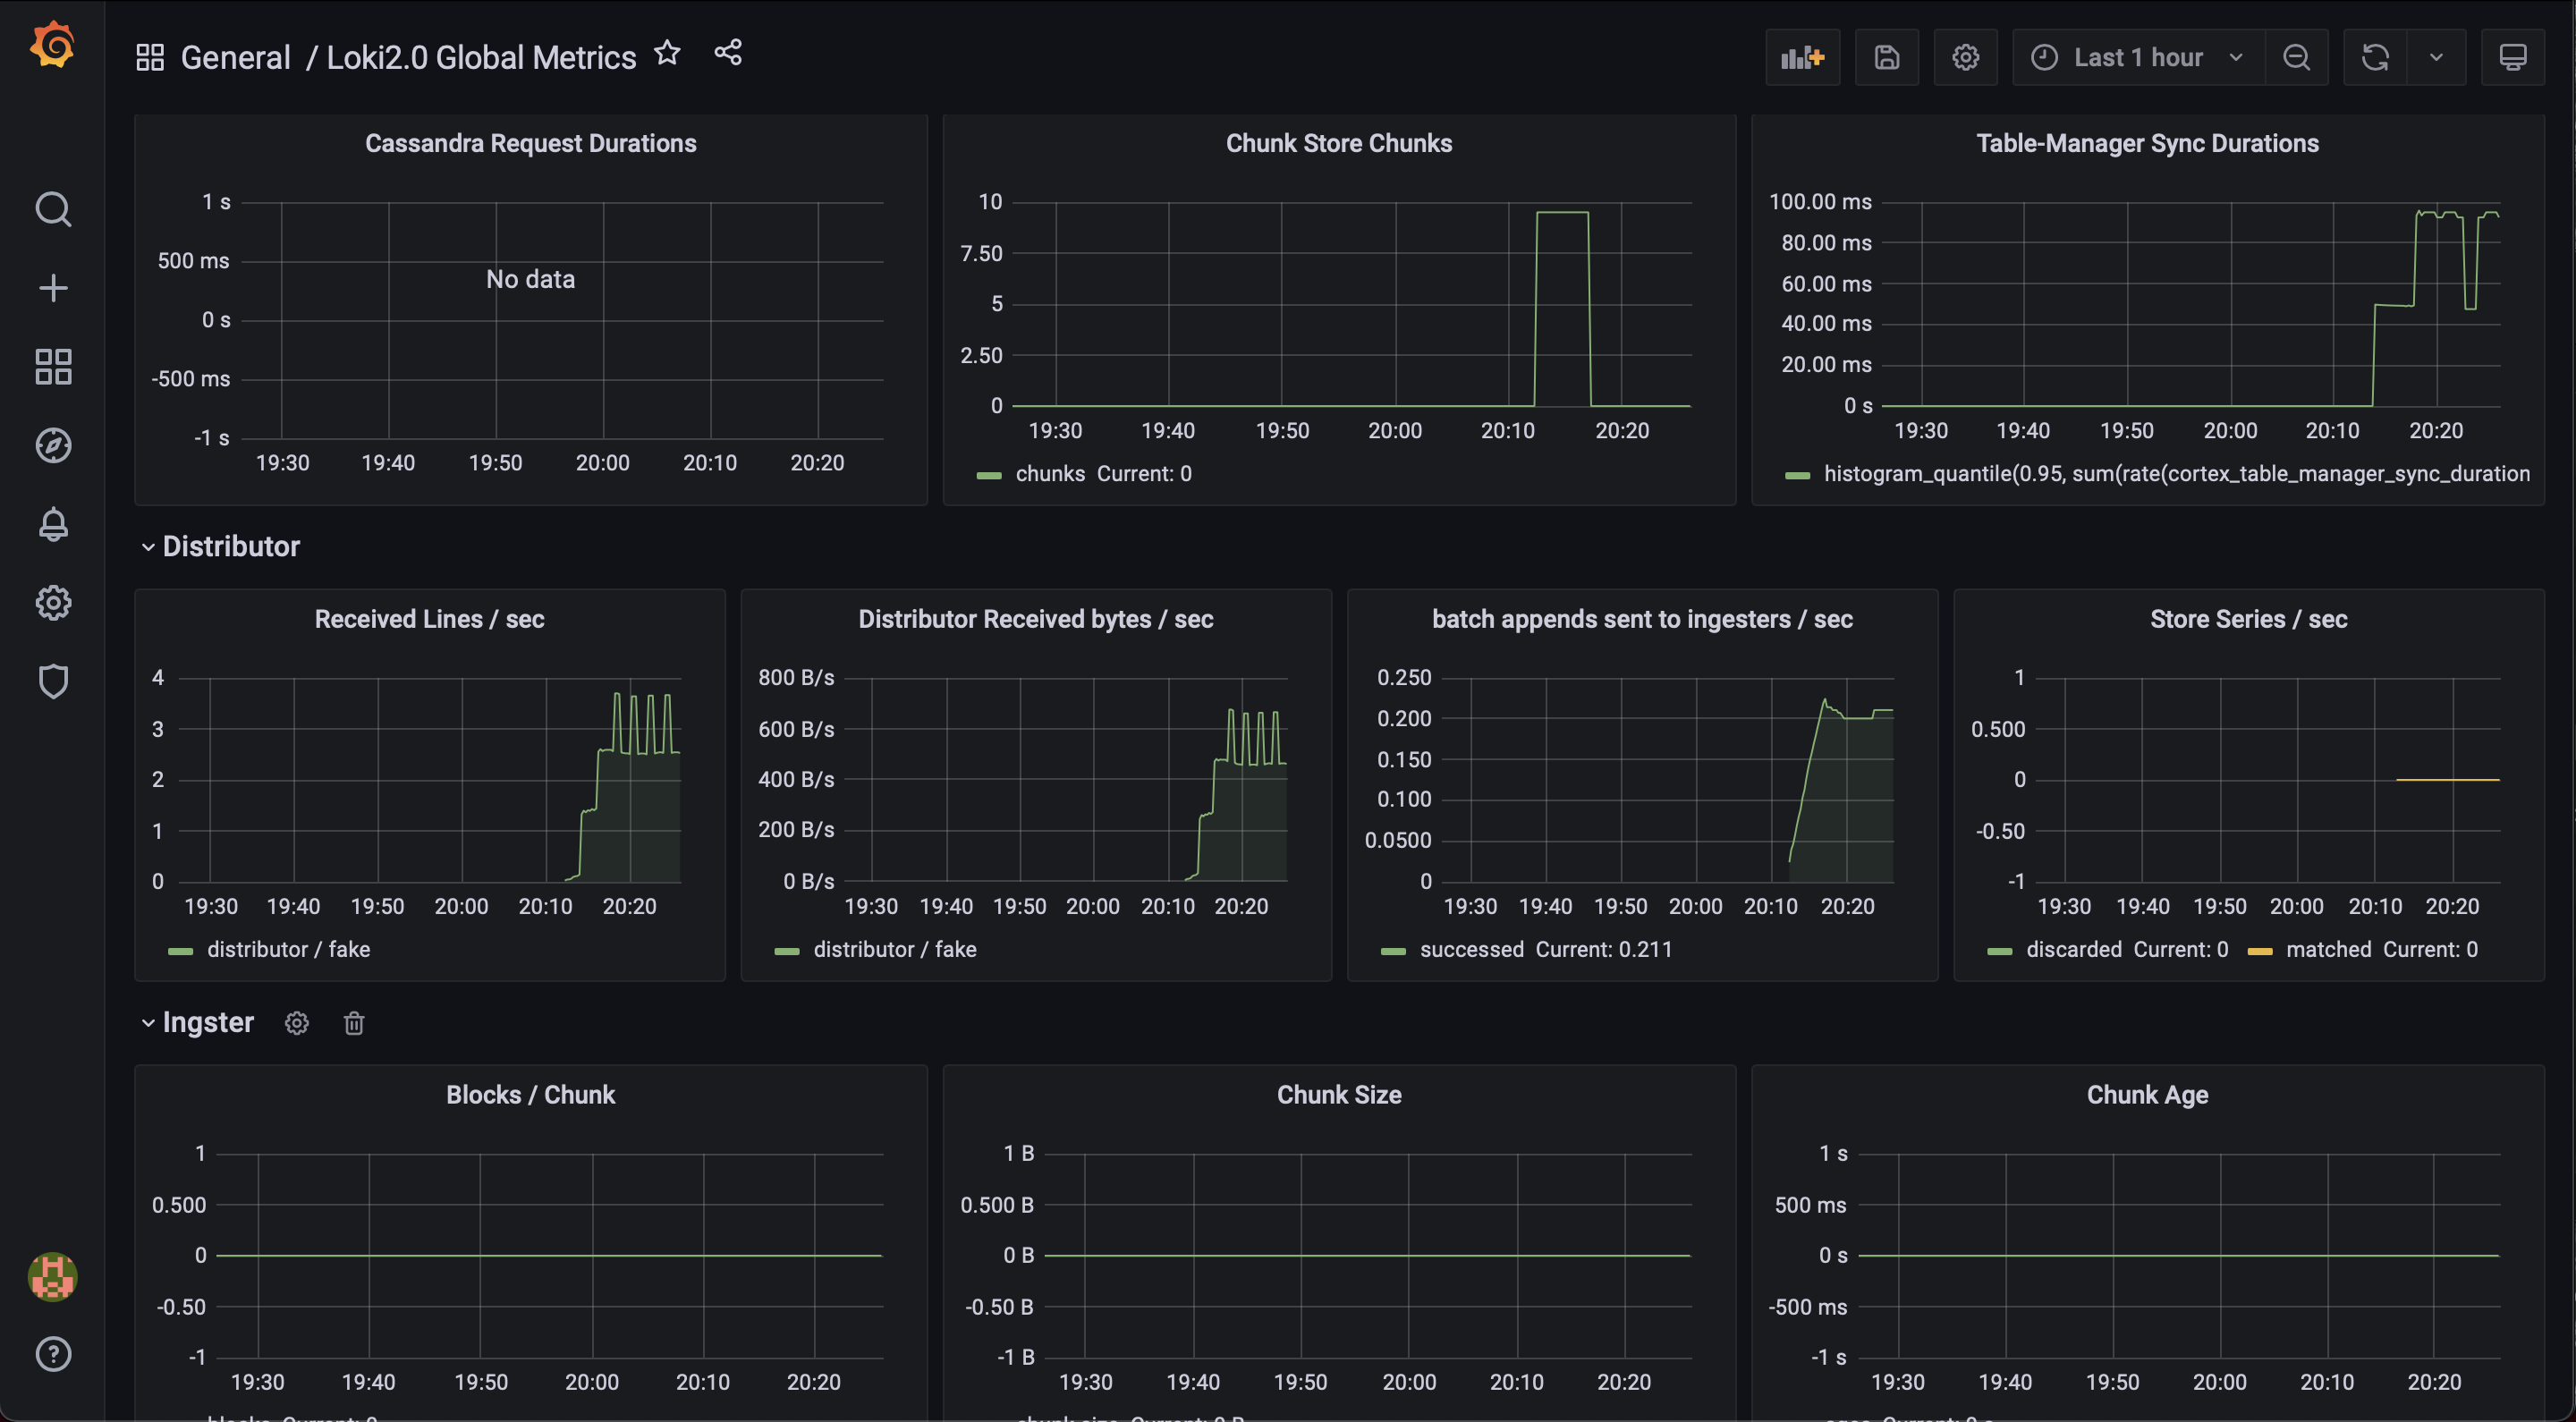 General / Loki2.0 Global Metrics
Last 1 hour
Cassandra Request Durations
1 s
500 ms
0 s
-500 ms
-1 s
No data
19:30 19:40 19:50 20:00 20:10 20:20
Chunk Store Chunks
10
7.50
5
2.50
0
19:30 19:40 19:50 20:00 20:10 20:20
chunks Current: 0
Table-Manager Sync Durations
100.00 ms
80.00 ms
60.00 ms
40.00 ms
20.00 ms
0 s
19:30 19:40 19:50 20:00 20:10 20:20
histogram_quantile(0.95, sum(rate(cortex_table_manager_sync_duration
Distributor
Received Lines / sec
4
3
2
1
0
19:30 19:40 19:50 20:00 20:10 20:20
distributor / fake
Distributor Received bytes / sec
800 B/s
600 B/s
400 B/s
200 B/s
0 B/s
19:30 19:40 19:50 20:00 20:10 20:20
distributor / fake
batch appends sent to ingesters / sec
0.250
0.200
0.150
0.100
0.0500
0
19:30 19:40 19:50 20:00 20:10 20:20
successed Current: 0.211
Store Series / sec
1
0.500
0
-0.50
-1
19:30 19:40 19:50 20:00 20:10 20:20
discarded Current: 0 matched Current: 0
Ingster
Blocks / Chunk
1
0.500
0
-0.50
-1
19:30 19:40 19:50 20:00 20:10 20:20
blocks Current: 0
Chunk Size
1 B
0.500 B
0 B
-0.50 B
-1 B
19:30 19:40 19:50 20:00 20:10 20:20
chunk size Current: 0 B
Chunk Age
1 s
500 ms
0 s
-500 ms
-1 s
19:30 19:40 19:50 20:00 20:10 20:20
Current: 0 s